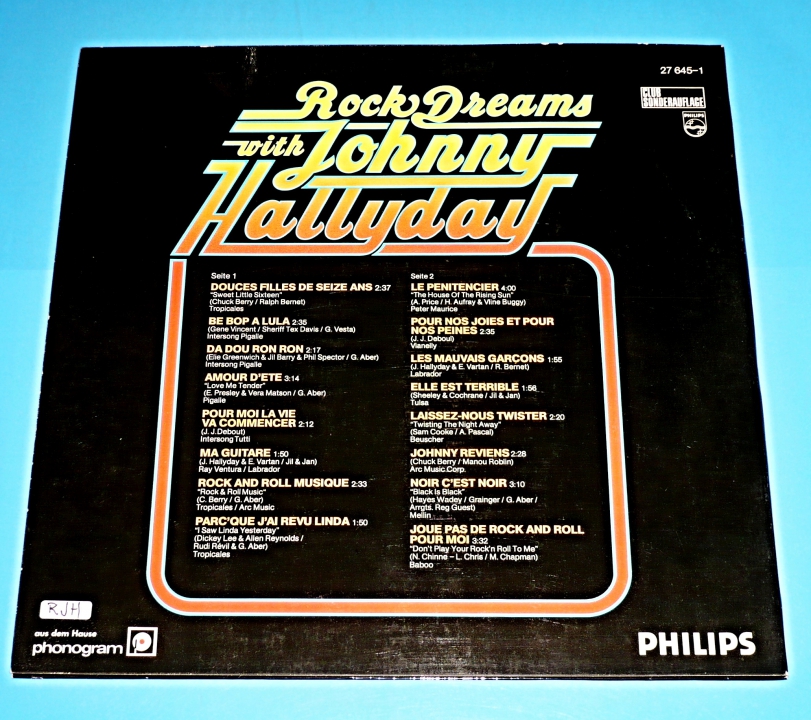 27 645-1
CLUB
SONDERAUFLAGE
PHILIPS
Rock Dreams
with Johnny
Hallyday
Seite 1
DOUCES FILLES DE SEIZE ANS 2:37
"Sweet Little Sixteen"
(Chuck Berry / Ralph Bernet)
Tropicales
BE BOP A LULA 2:35
(Gene Vincent / Sheriff Tex Davis / G. Vesta)
Intersong Pigalle
DA DOU RON RON 2:17
(Elie Greenwich & Jil Barry & Phil Spector / G. Aber)
Intersong Pigalle
AMOUR D'ETE 3:14
"Love Me Tender"
(E. Presley & Vera Matson / G. Aber)
Pigalle
POUR MOI LA VIE
VA COMMENCER 2:12
(J. J. Debout)
Intersong Tutti
MA GUITARE 1:50
(J. Hallyday & E. Vartan / Jil & Jan)
Ray Ventura / Labrador
ROCK AND ROLL MUSIQUE 2:33
"Rock & Roll Music"
(C. Berry / G. Aber)
Tropicales / Arc Music
PARC'QUE J'AI REVU LINDA 1:50
"I Saw Linda Yesterday"
(Dickey Lee & Allen Reynolds /
Rudi Révil & G. Aber)
Tropicales
Seite 2
LE PENITENCIER 4:00
"The House Of The Rising Sun"
(A. Price / H. Aufray & Vline Buggy)
Peter Maurice
POUR NOS JOIES ET POUR
NOS PEINES 2:35
(J. J. Deboul)
Vianelly
LES MAUVAIS GARÇONS 1:55
(J. Hallyday & E. Vartan / R. Bernet)
Labrador
ELLE EST TERRIBLE 1:56
(Sheeley & Cochrane / Jil & Jan)
Tulsa
LAISSEZ-NOUS TWISTER 2:20
"Twisting The Night Away"
(Sam Cooke / A. Pascal)
Beuscher
JOHNNY REVIENS 2:28
(Chuck Berry / Manou Roblin)
Arc Music Corp.
NOIR C'EST NOIR 3:10
"Black Is Black"
(Hayes Wadey / Grainger / G. Aber /
Arrgts. Reg Guest)
Mellin
JOUE PAS DE ROCK AND ROLL
POUR MOI 3:32
"Don't Play Your Rock'n Roll To Me"
(N. Chinne – L. Chris / M. Chapman)
Baboo
RJH
aus dem Hause
phonogram
PHILIPS